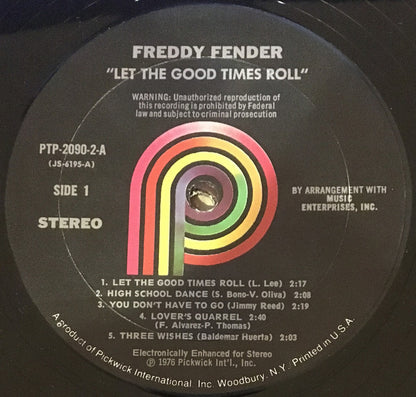 FREDDY FENDER
"LET THE GOOD TIMES ROLL"
WARNING: Unauthorized reproduction of
this recording is prohibited by Federal
law and subject to criminal prosecution
PTP-2090-2-A
(JS-6195-A)
SIDE 1
STEREO
BY ARRANGEMENT WITH
MUSIC
ENTERPRISES, INC.
1. LET THE GOOD TIMES ROLL (L. Lee) 2:17
2. HIGH SCHOOL DANCE (S. Bono-V. Oliva) 2:08
3. YOU DON'T HAVE TO GO (Jimmy Reed) 2:19
4. LOVER'S QUARREL 2:40
(F. Alvarez-P. Thomas)
5. THREE WISHES (Baldemar Huerta) 2:03
Electronically Enhanced for Stereo
Ⓟ 1976 Pickwick Int'l., Inc.
A product of Pickwick International, Inc. Woodbury, N.Y. Printed in U.S.A.